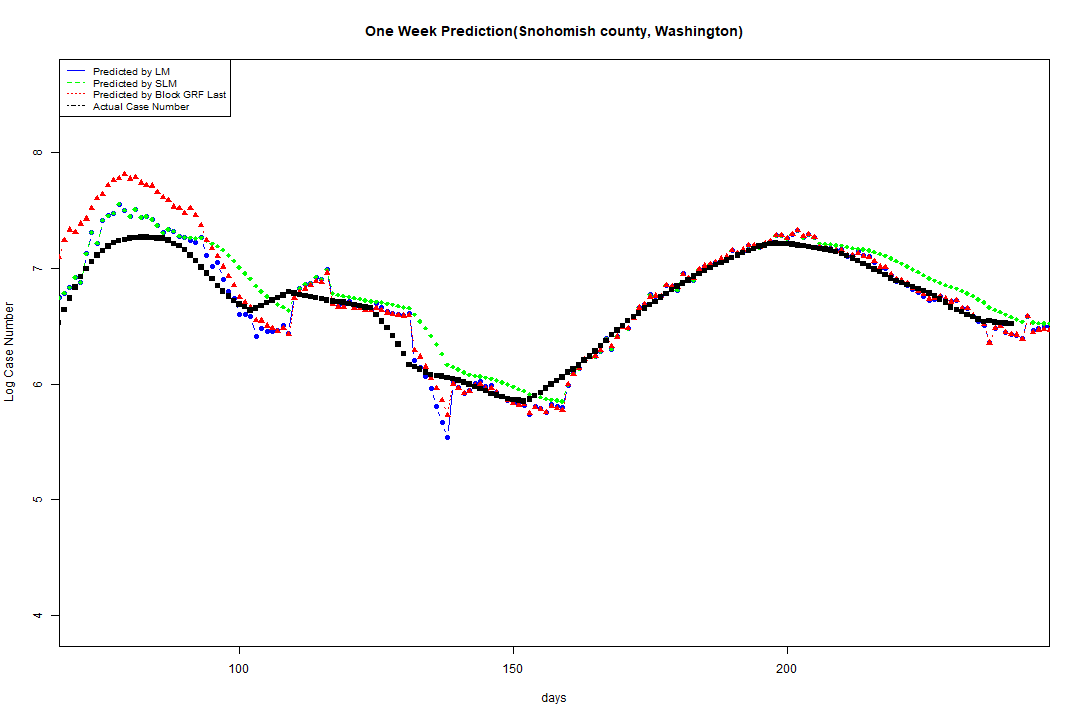 One Week Prediction(Snohomish county, Washington)
Predicted by LM
Predicted by SLM
Predicted by Block GRF Last
Actual Case Number
8
7
6
5
4
Log Case Number
100 150 200
days